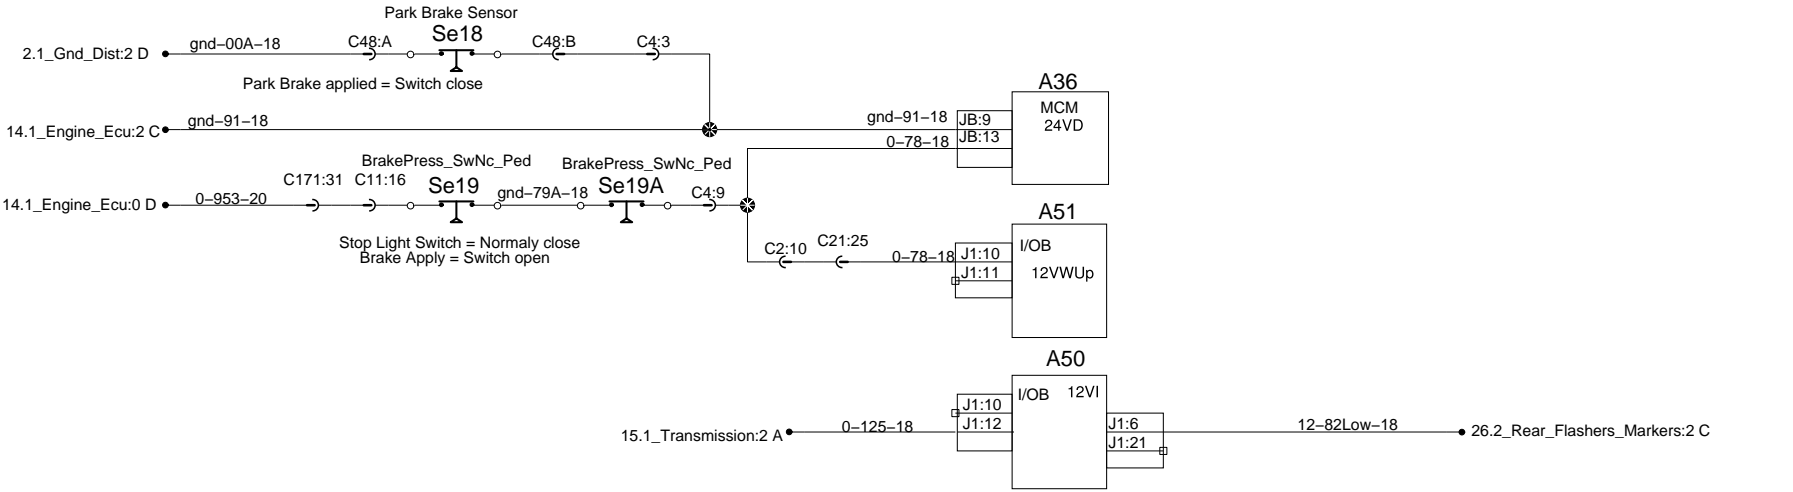 Park Brake Sensor
Se18
2.1_Gnd_Dist:2 D
gnd-00A-18
C48:A
C48:B
C4:3
Park Brake applied = Switch close
14.1_Engine_Ecu:2 C
gnd-91-18
gnd-91-18
0-78-18
A36
JB:9
JB:13
MCM
24VD
14.1_Engine_Ecu:0 D
0-953-20
C171:31
C11:16
BrakePress_SwNc_Ped
Se19
gnd-79A-18
BrakePress_SwNc_Ped
Se19A
C4:9
Stop Light Switch = Normaly close
Brake Apply = Switch open
C2:10
C21:25
0-78-18
A51
J1:10
J1:11
I/OB
12VWUp
A50
I/OB
12VI
J1:10
J1:12
J1:6
J1:21
15.1_Transmission:2 A
0-125-18
12-82Low-18
26.2_Rear_Flashers_Markers:2 C